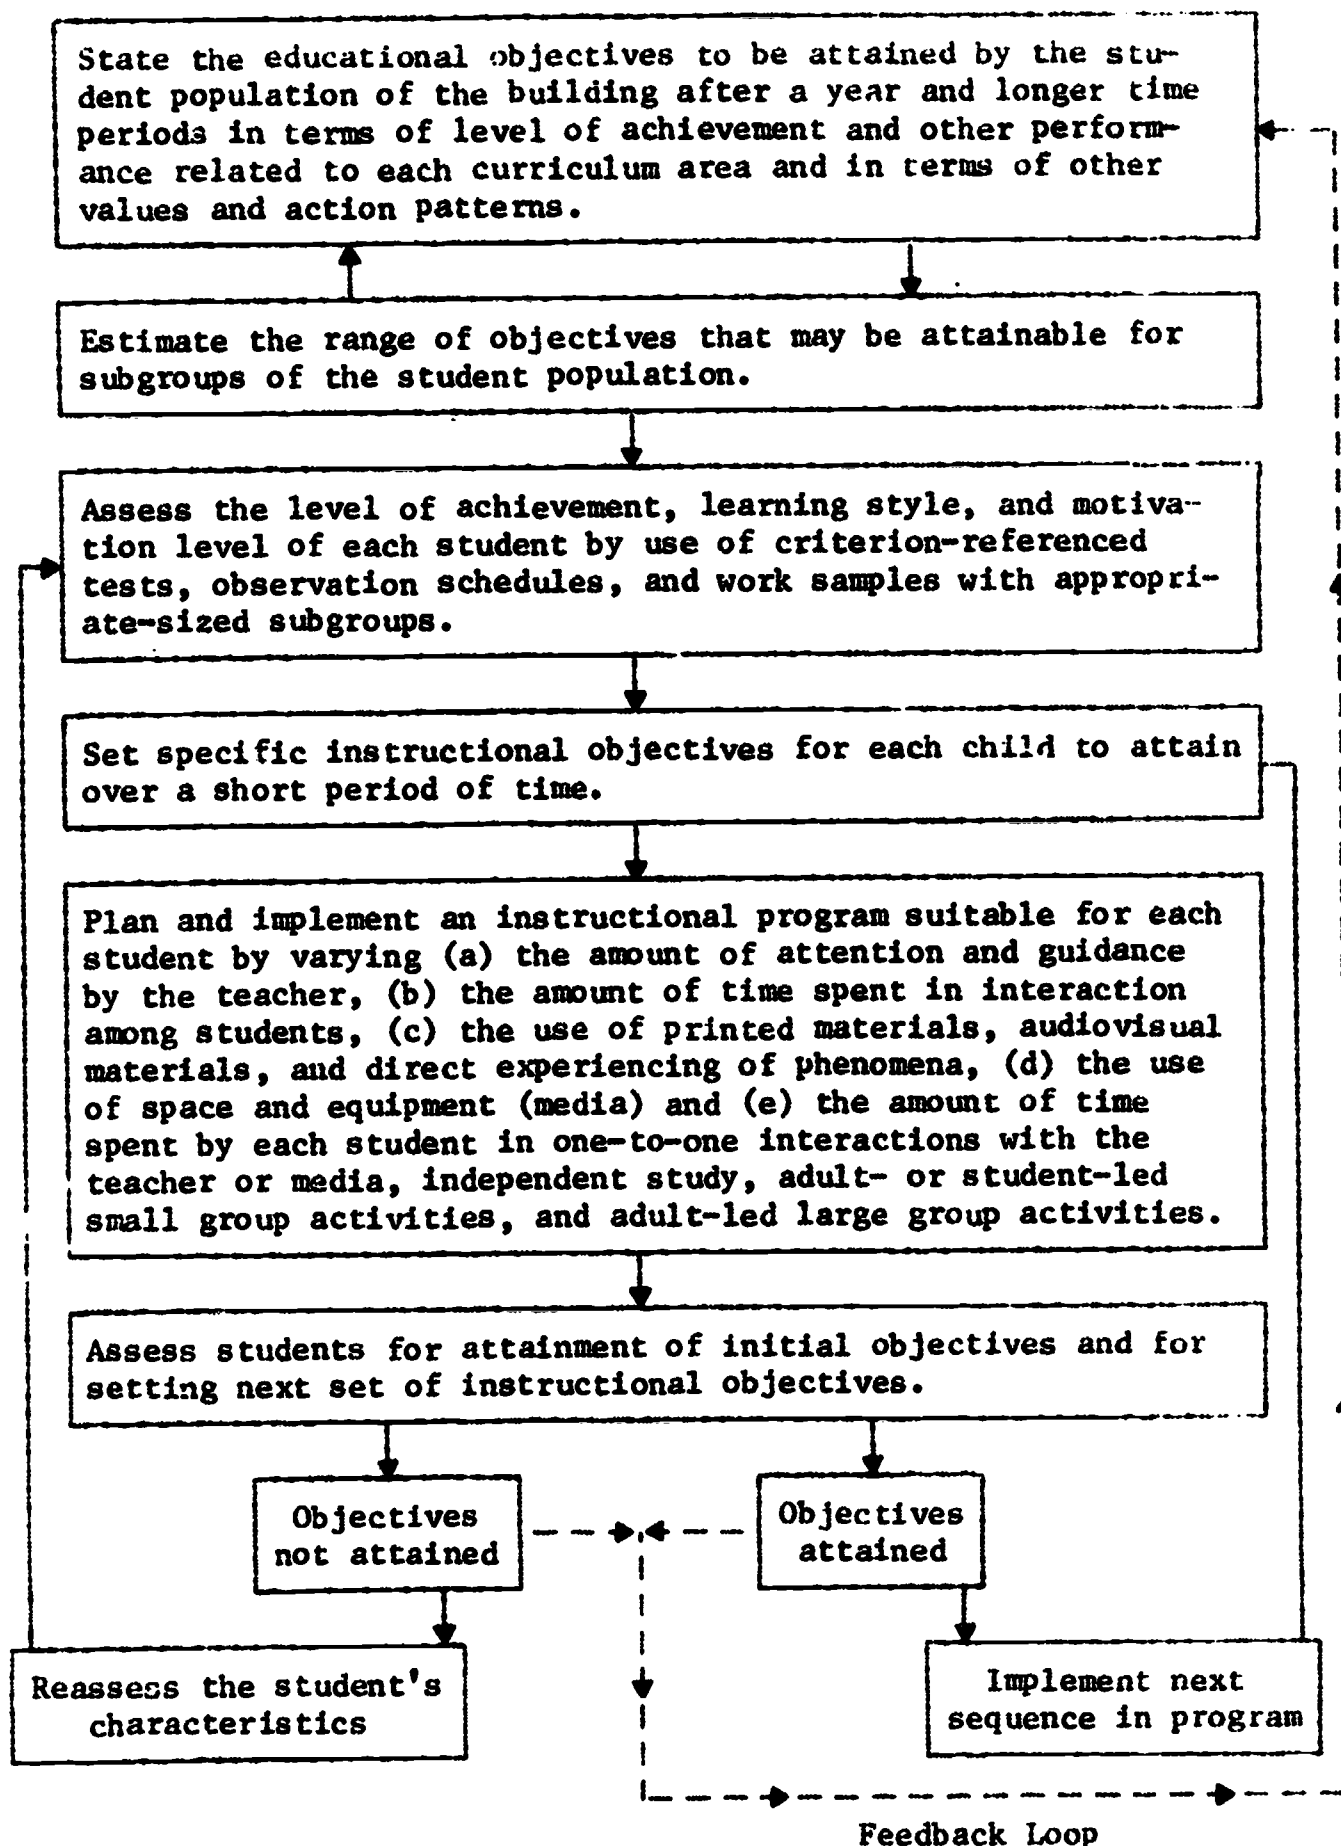 State the educational objectives to be attained by the stu-
dent population of the building after a year and longer time
periods in terms of level of achievement and other perform-
ance related to each curriculum area and in terms of other
values and action patterns.
Estimate the range of objectives that may be attainable for
subgroups of the student population.
Assess the level of achievement, learning style, and motiva-
tion level of each student by use of criterion-referenced
tests, observation schedules, and work samples with appropri-
ate-sized subgroups.
Set specific instructional objectives for each child to attain
over a short period of time.
Plan and implement an instructional program suitable for each
student by varying (a) the amount of attention and guidance
by the teacher, (b) the amount of time spent in interaction
among students, (c) the use of printed materials, audiovisual
materials, and direct experiencing of phenomena, (d) the use
of space and equipment (media) and (e) the amount of time
spent by each student in one-to-one interactions with the
teacher or media, independent study, adult- or student-led
small group activities, and adult-led large group activities.
Assess students for attainment of initial objectives and for
setting next set of instructional objectives.
Objectives
not attained
Objectives
attained
Reassess the student's
characteristics
Implement next
sequence in program
Feedback Loop